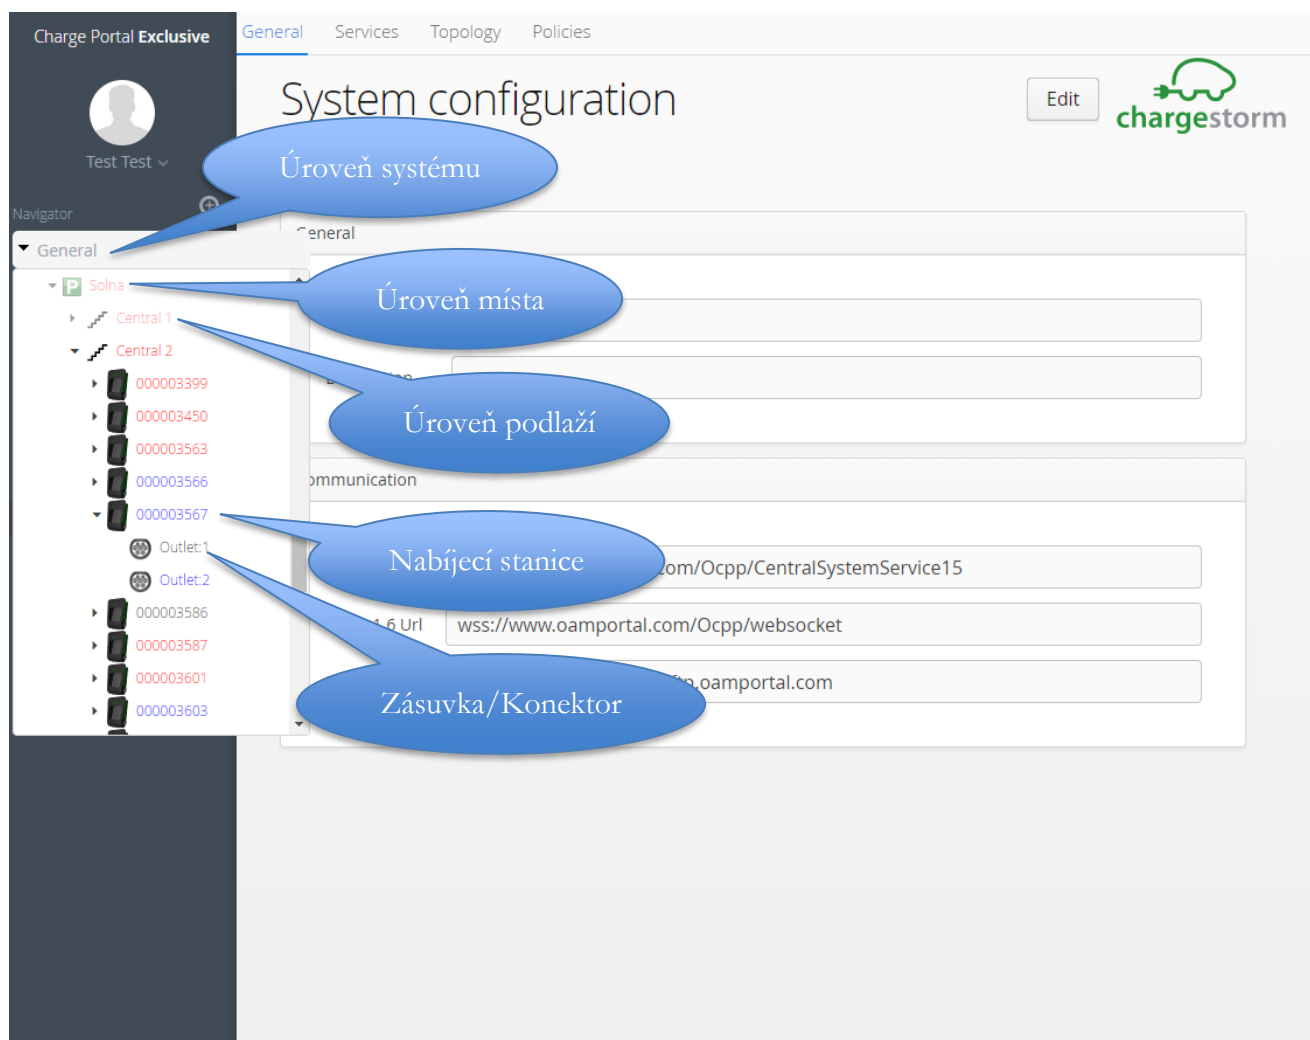 Charge Portal Exclusive
General Services Topology Policies
System configuration
Edit
chargestorm
Test Test
Úroveň systému
Navigator
General
General
Solna
Úroveň místa
Central 1
Central 2
000003399
000003450
Úroveň podlaží
000003563
000003566
000003567
Nabíjecí stanice
.com/Ocpp/CentralSystemService15
Outlet:1
Outlet:2
000003586
1.6 Url
wss://www.oamportal.com/Ocpp/websocket
000003587
000003601
.oamportal.com
Zásuvka/Konektor
000003603